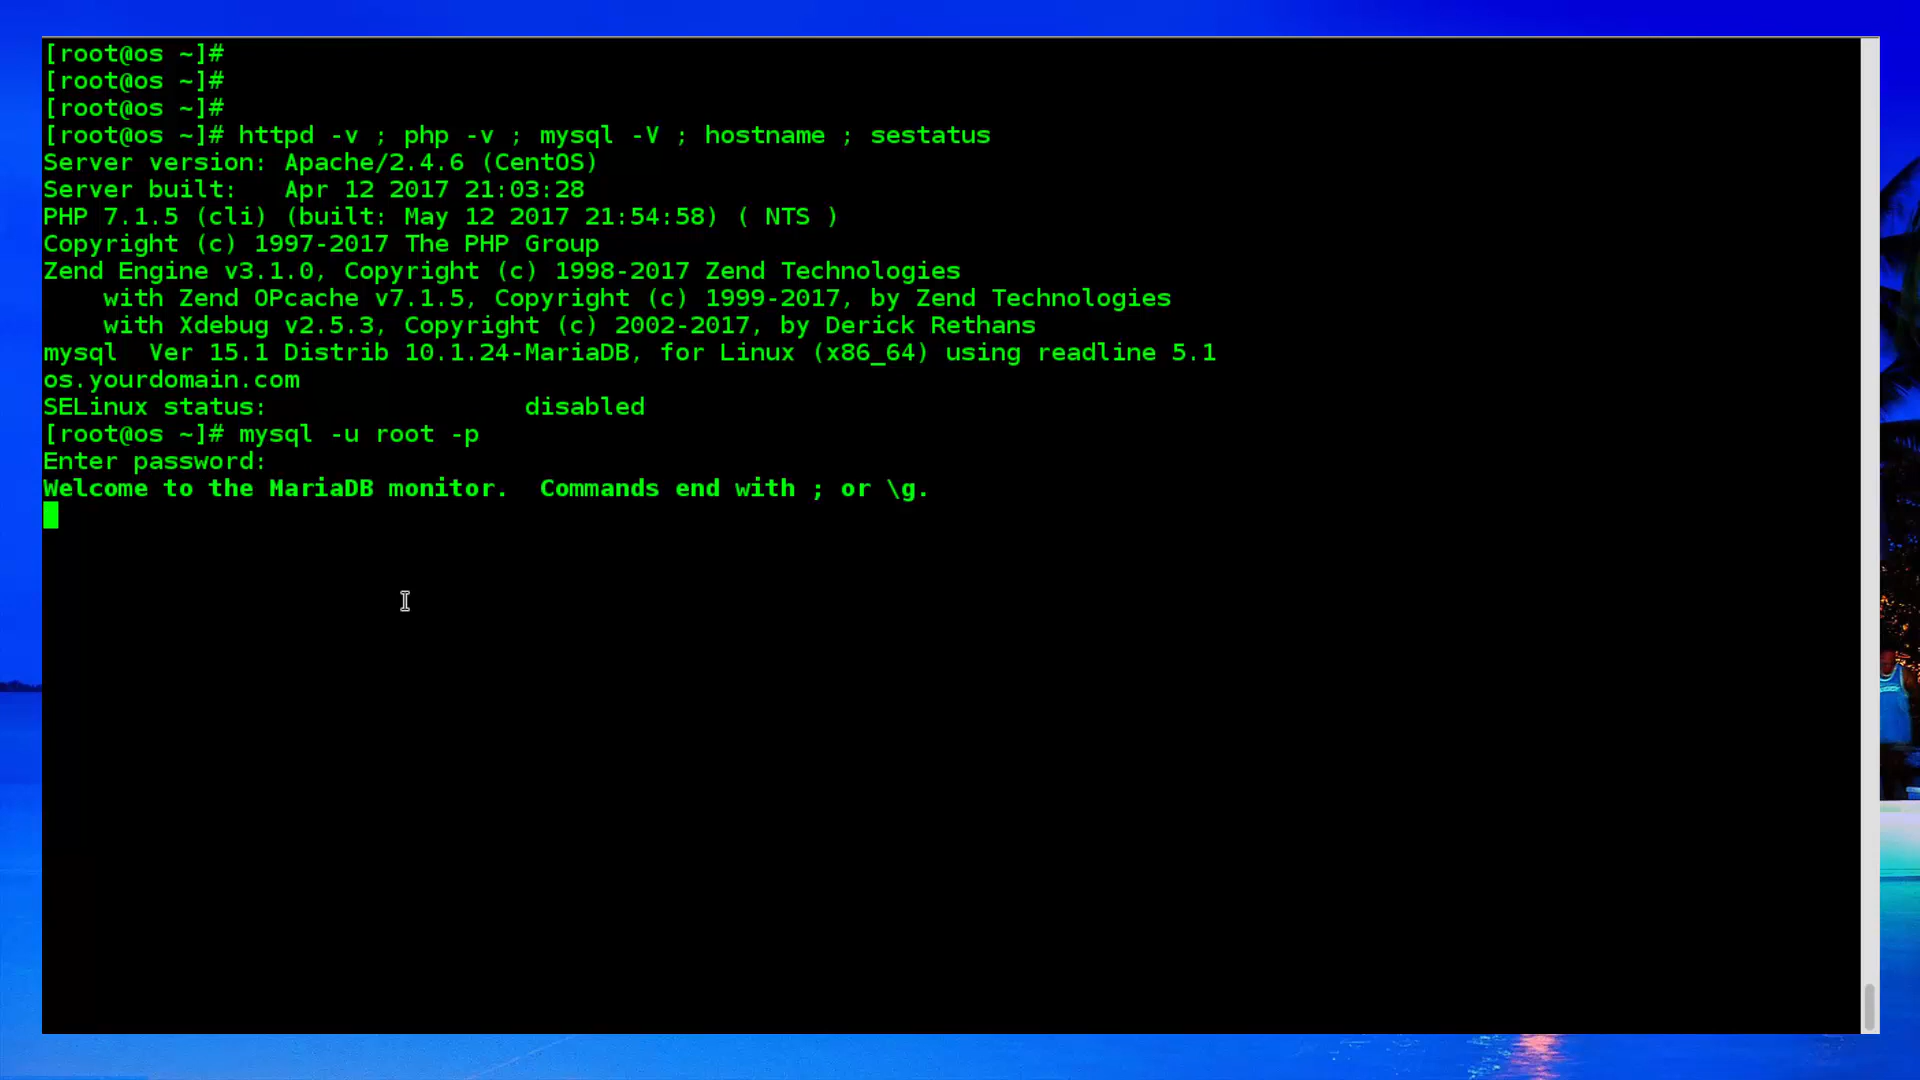 [root@os ~]#
[root@os ~]#
[root@os ~]#
[root@os ~]# httpd -v ; php -v ; mysql -V ; hostname ; sestatus
Server version: Apache/2.4.6 (CentOS)
Server built:   Apr 12 2017 21:03:28
PHP 7.1.5 (cli) (built: May 12 2017 21:54:58) ( NTS )
Copyright (c) 1997-2017 The PHP Group
Zend Engine v3.1.0, Copyright (c) 1998-2017 Zend Technologies
    with Zend OPcache v7.1.5, Copyright (c) 1999-2017, by Zend Technologies
    with Xdebug v2.5.3, Copyright (c) 2002-2017, by Derick Rethans
mysql  Ver 15.1 Distrib 10.1.24-MariaDB, for Linux (x86_64) using readline 5.1
os.yourdomain.com
SELinux status:                 disabled
[root@os ~]# mysql -u root -p
Enter password:
Welcome to the MariaDB monitor.  Commands end with ; or \g.